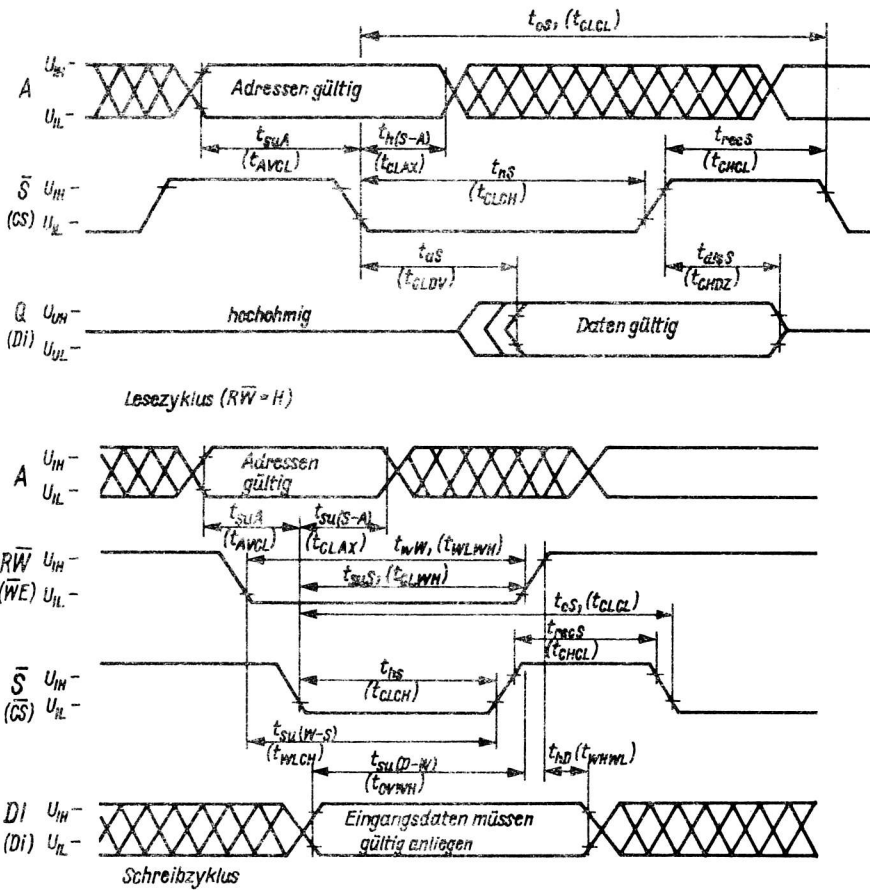 t_cS, (t_CLCL)
A
U_IH
Adressen gültig
U_IL
t_suA
(t_AVCL)
t_h(S-A)
(t_CLAX)
t_hS
(t_CLCH)
t_recS
(t_CHCL)
S̅ U_IH
(CS) U_IL
t_aS
(t_CLDV)
t_disS
(t_CHDZ)
Q U_OH
(Di) U_OL
hochohmig
Daten gültig
Lesezyklus (RW̅ = H)
A U_IH
U_IL
Adressen
gültig
t_suA
(t_AVCL)
t_su(S-A)
(t_CLAX)
t_wW, (t_WLWH)
RW̅ U_IH
(W̅E̅) U_IL
t_suS, (t_CLWH)
t_cS, (t_CLCL)
t_recS
(t_CHCL)
S̅ U_IH
(C̅S̅) U_IL
t_hS
(t_CLCH)
t_su(W-S)
(t_WLCH)
t_su(D-W)
(t_DVWH)
t_hD (t_WHWL)
DI U_IH
(Di) U_IL
Eingangsdaten müssen
gültig anliegen
Schreibzyklus